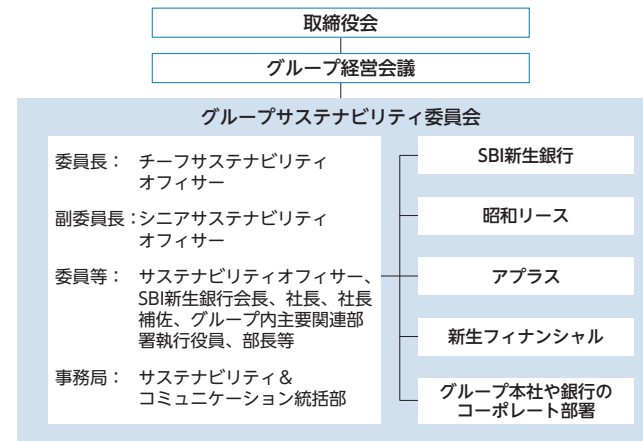 取締役会
グループ経営会議
グループサステナビリティ委員会
委員長： チーフサステナビリティ
オフィサー
副委員長：シニアサステナビリティ
オフィサー
委員等： サステナビリティオフィサー、
SBI新生銀行会長、社長、社長
補佐、グループ内主要関連部
署執行役員、部長等
事務局： サステナビリティ＆
コミュニケーション統括部
SBI新生銀行
昭和リース
アプラス
新生フィナンシャル
グループ本社や銀行の
コーポレート部署